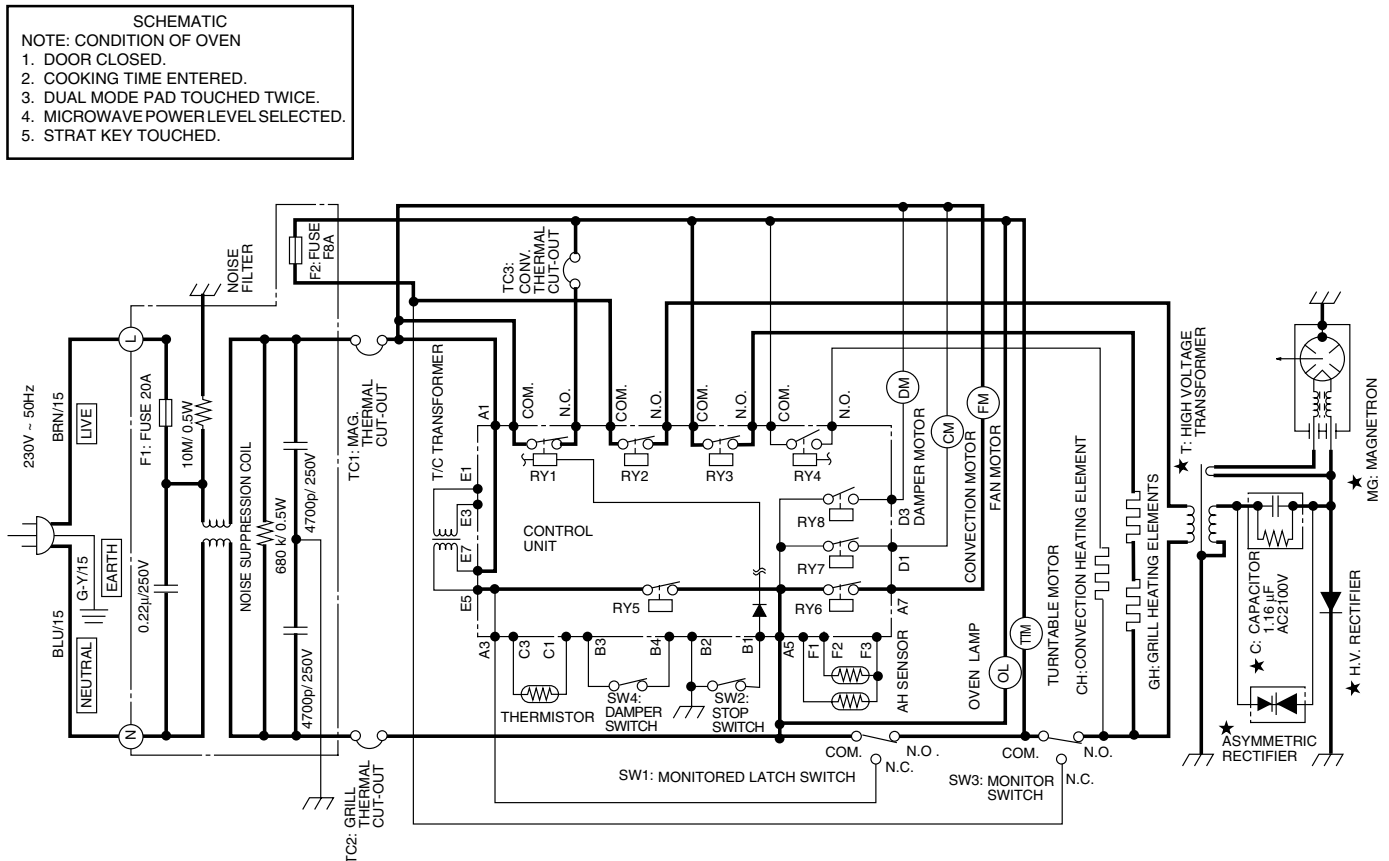 SCHEMATIC
NOTE: CONDITION OF OVEN
1. DOOR CLOSED.
2. COOKING TIME ENTERED.
3. DUAL MODE PAD TOUCHED TWICE.
4. MICROWAVE POWER LEVEL SELECTED.
5. STRAT KEY TOUCHED.
230V ~ 50Hz
BRN/15
LIVE
BLU/15
NEUTRAL
G-Y/15
EARTH
L
N
F1: FUSE 20A
10M/ 0.5W
0.22µ/250V
NOISE
FILTER
NOISE SUPPRESSION COIL
680 k/ 0.5W
4700p/ 250V
4700p/ 250V
F2: FUSE
F8A
TC1: MAG.
THERMAL
CUT-OUT
TC2: GRILL
THERMAL
CUT-OUT
TC3:
CONV.
THERMAL
CUT-OUT
T/C TRANSFORMER
A1
COM.
N.O.
COM.
N.O.
COM.
N.O.
COM.
N.O.
RY1
RY2
RY3
RY4
E1
E3
E7
E5
CONTROL
UNIT
RY5
RY8
RY7
RY6
D3
D1
A7
DM
CM
FM
DAMPER MOTOR
CONVECTION MOTOR
FAN MOTOR
A3
C3
C1
B3
B4
B2
B1
A5
F1
F2
F3
THERMISTOR
SW4:
DAMPER
SWITCH
SW2:
STOP
SWITCH
AH SENSOR
OVEN LAMP
OL
TTM
TURNTABLE MOTOR
CH: CONVECTION HEATING ELEMENT
GH: GRILL HEATING ELEMENTS
COM.
N.O .
N.C.
SW1: MONITORED LATCH SWITCH
COM.
N.O.
N.C.
SW3: MONITOR
SWITCH
★ T: HIGH VOLTAGE
TRANSFORMER
★ C: CAPACITOR
1.16 µF
AC2100V
★ ASYMMETRIC
RECTIFIER
★ H.V. RECTIFIER
★ MG: MAGNETRON